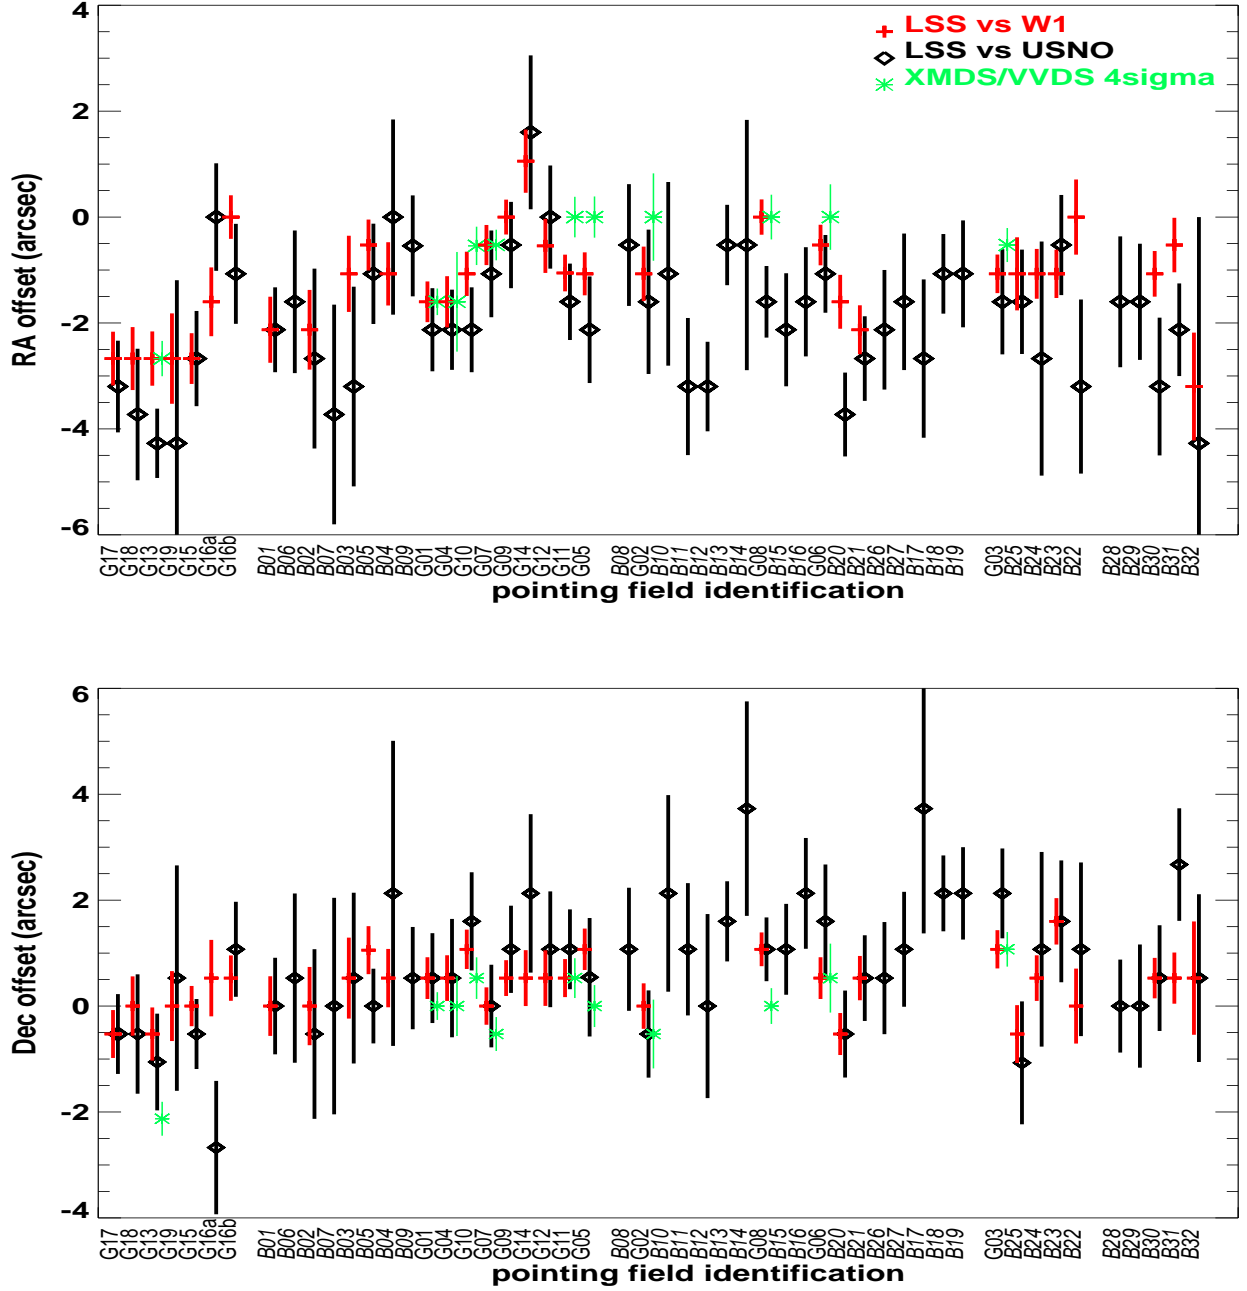 4
2
0
-2
-4
-6
RA offset (arcsec)
LSS vs W1
LSS vs USNO
XMDS/VVDS 4sigma
G17 G18 G13 G19 G15 G16a G16b B01 B06 B02 B07 B03 B05 B04 B09 G01 G04 G10 G07 G09 G14 G12 G11 G05 B08 G02 B10 B11 B12 B13 B14 G08 B15 B16 G06 B20 B21 B26 B27 B17 B18 B19 G03 B25 B24 B23 B22 B28 B29 B30 B31 B32
pointing field identification
6
4
2
0
-2
-4
Dec offset (arcsec)
G17 G18 G13 G19 G15 G16a G16b B01 B06 B02 B07 B03 B05 B04 B09 G01 G04 G10 G07 G09 G14 G12 G11 G05 B08 G02 B10 B11 B12 B13 B14 G08 B15 B16 G06 B20 B21 B26 B27 B17 B18 B19 G03 B25 B24 B23 B22 B28 B29 B30 B31 B32
pointing field identification